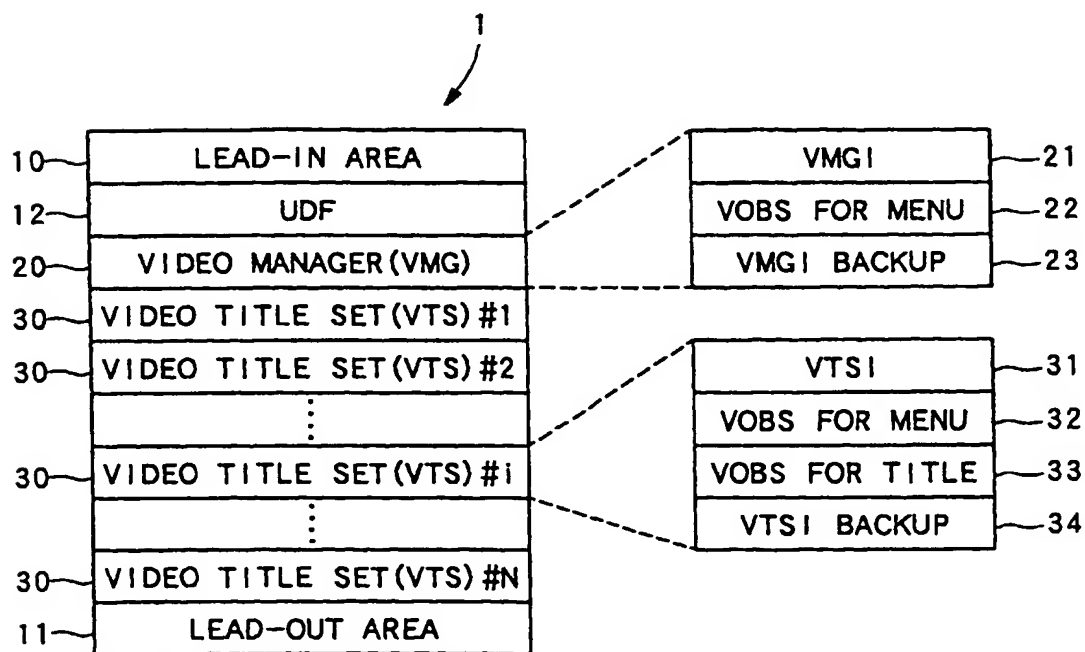 1
10 LEAD-IN AREA
12 UDF
20 VIDEO MANAGER(VMG)
30 VIDEO TITLE SET(VTS)#1
30 VIDEO TITLE SET(VTS)#2
30 VIDEO TITLE SET(VTS)#i
30 VIDEO TITLE SET(VTS)#N
11 LEAD-OUT AREA
VMGI 21
VOBS FOR MENU 22
VMGI BACKUP 23
VTSI 31
VOBS FOR MENU 32
VOBS FOR TITLE 33
VTSI BACKUP 34